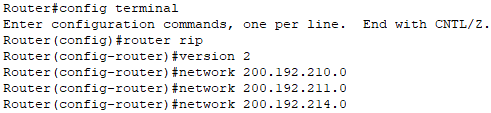 Router#config terminal
Enter configuration commands, one per line.  End with CNTL/Z.
Router(config)#router rip
Router(config-router)#version 2
Router(config-router)#network 200.192.210.0
Router(config-router)#network 200.192.211.0
Router(config-router)#network 200.192.214.0